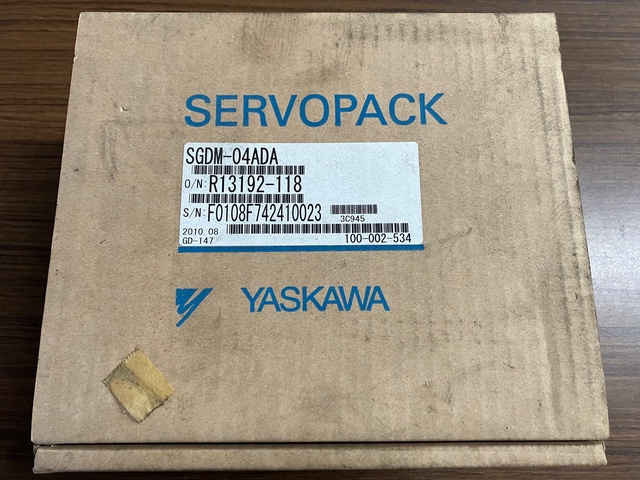 SERVOPACK
SGDM-04ADA
O/N: R13192-118
S/N: F0108F742410023
3C945
2010.08
GD-147
100-002-534
YASKAWA